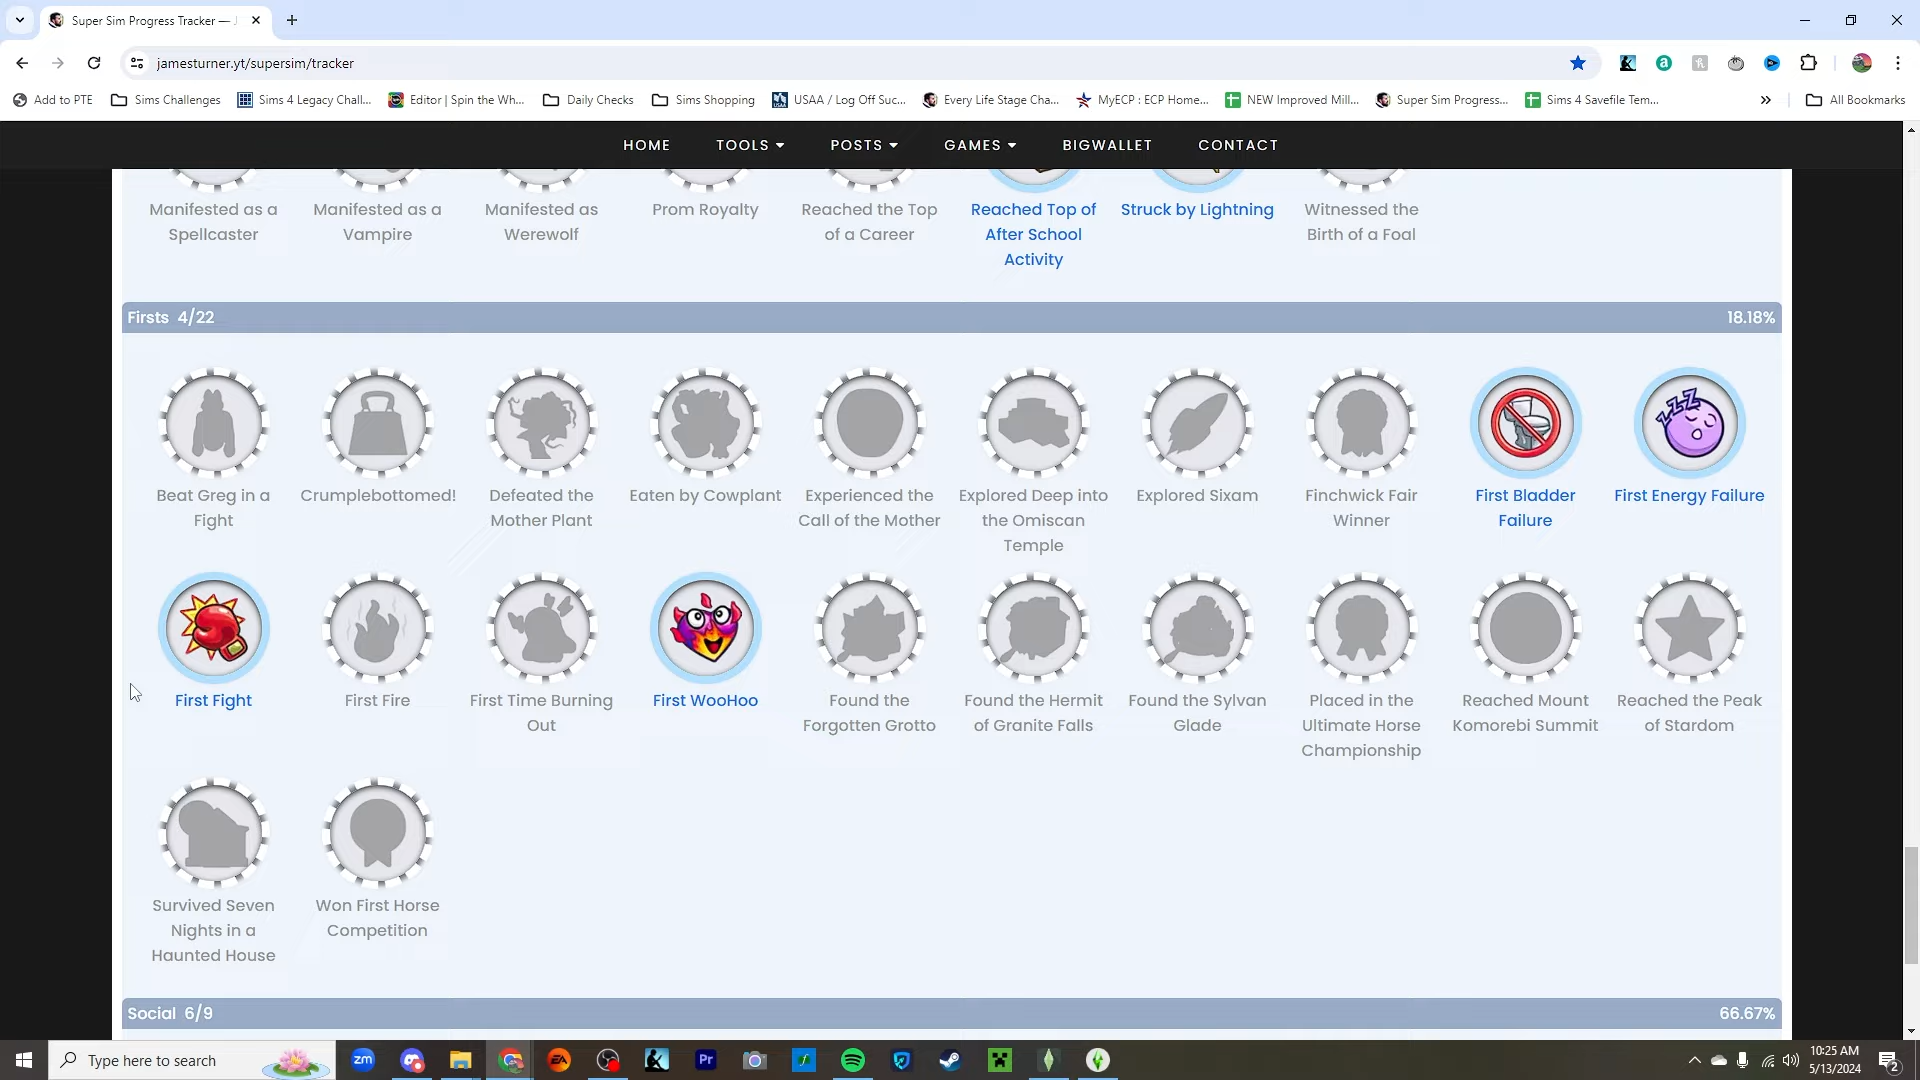 Super Sim Progress Tracker — J
jamesturner.yt/supersim/tracker
Add to PTE
Sims Challenges
Sims 4 Legacy Chall...
Editor | Spin the Wh...
Daily Checks
Sims Shopping
USAA / Log Off Suc...
Every Life Stage Cha...
MyECP : ECP Home...
NEW Improved Mill...
Super Sim Progress...
Sims 4 Savefile Tem...
»
All Bookmarks
HOME
TOOLS
POSTS
GAMES
BIGWALLET
CONTACT
Manifested as a
Spellcaster
Manifested as a
Vampire
Manifested as
Werewolf
Prom Royalty
Reached the Top
of a Career
Reached Top of
After School
Activity
Struck by Lightning
Witnessed the
Birth of a Foal
Firsts 4/22
18.18%
Beat Greg in a
Fight
Crumplebottomed!
Defeated the
Mother Plant
Eaten by Cowplant
Experienced the
Call of the Mother
Explored Deep into
the Omiscan
Temple
Explored Sixam
Finchwick Fair
Winner
First Bladder
Failure
First Energy Failure
First Fight
First Fire
First Time Burning
Out
First WooHoo
Found the
Forgotten Grotto
Found the Hermit
of Granite Falls
Found the Sylvan
Glade
Placed in the
Ultimate Horse
Championship
Reached Mount
Komorebi Summit
Reached the Peak
of Stardom
Survived Seven
Nights in a
Haunted House
Won First Horse
Competition
Social 6/9
66.67%
Type here to search
zm
EA
Pr
10:25 AM
5/13/2024
2